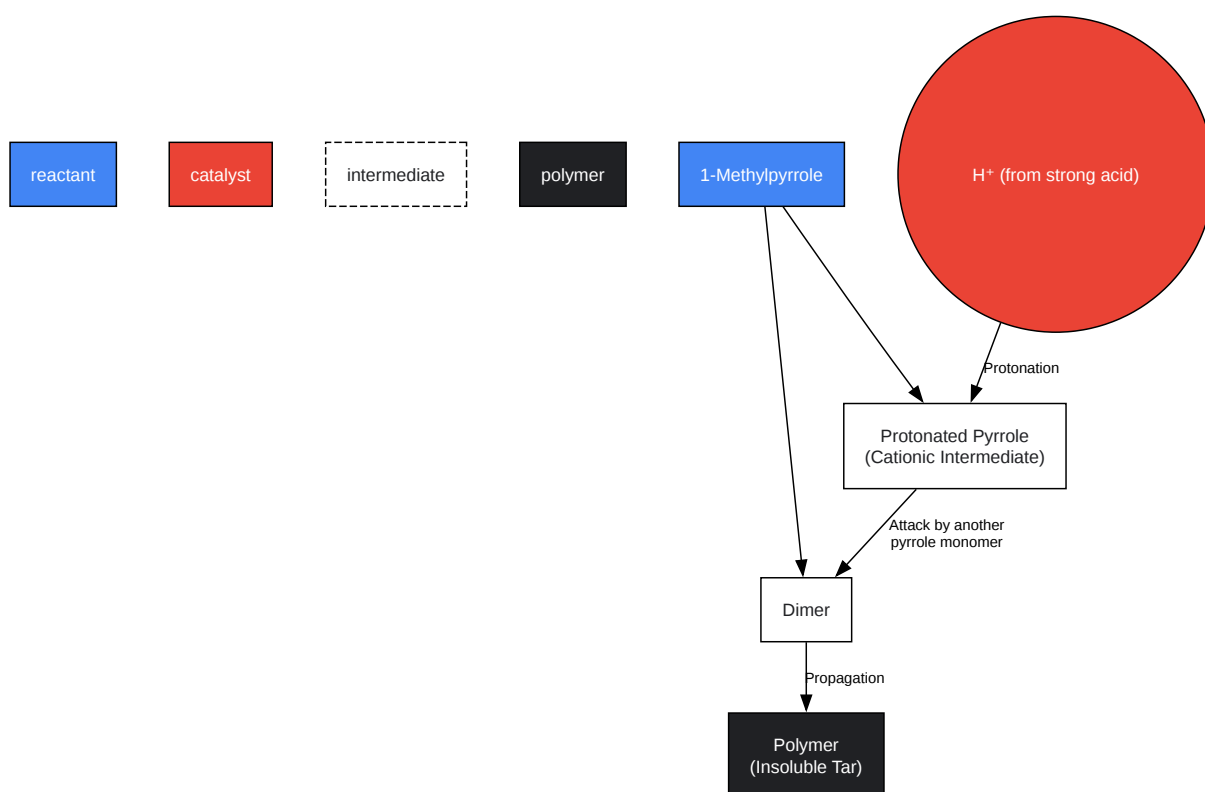 reactant
catalyst
intermediate
polymer
1-Methylpyrrole
H⁺ (from strong acid)
Protonation
Protonated Pyrrole
(Cationic Intermediate)
Attack by another
pyrrole monomer
Dimer
Propagation
Polymer
(Insoluble Tar)